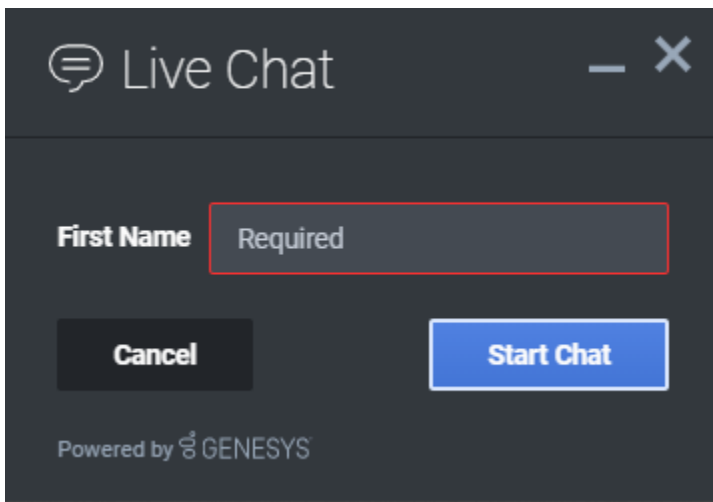 Live Chat
First Name Required
Cancel Start Chat
Powered by GENESYS